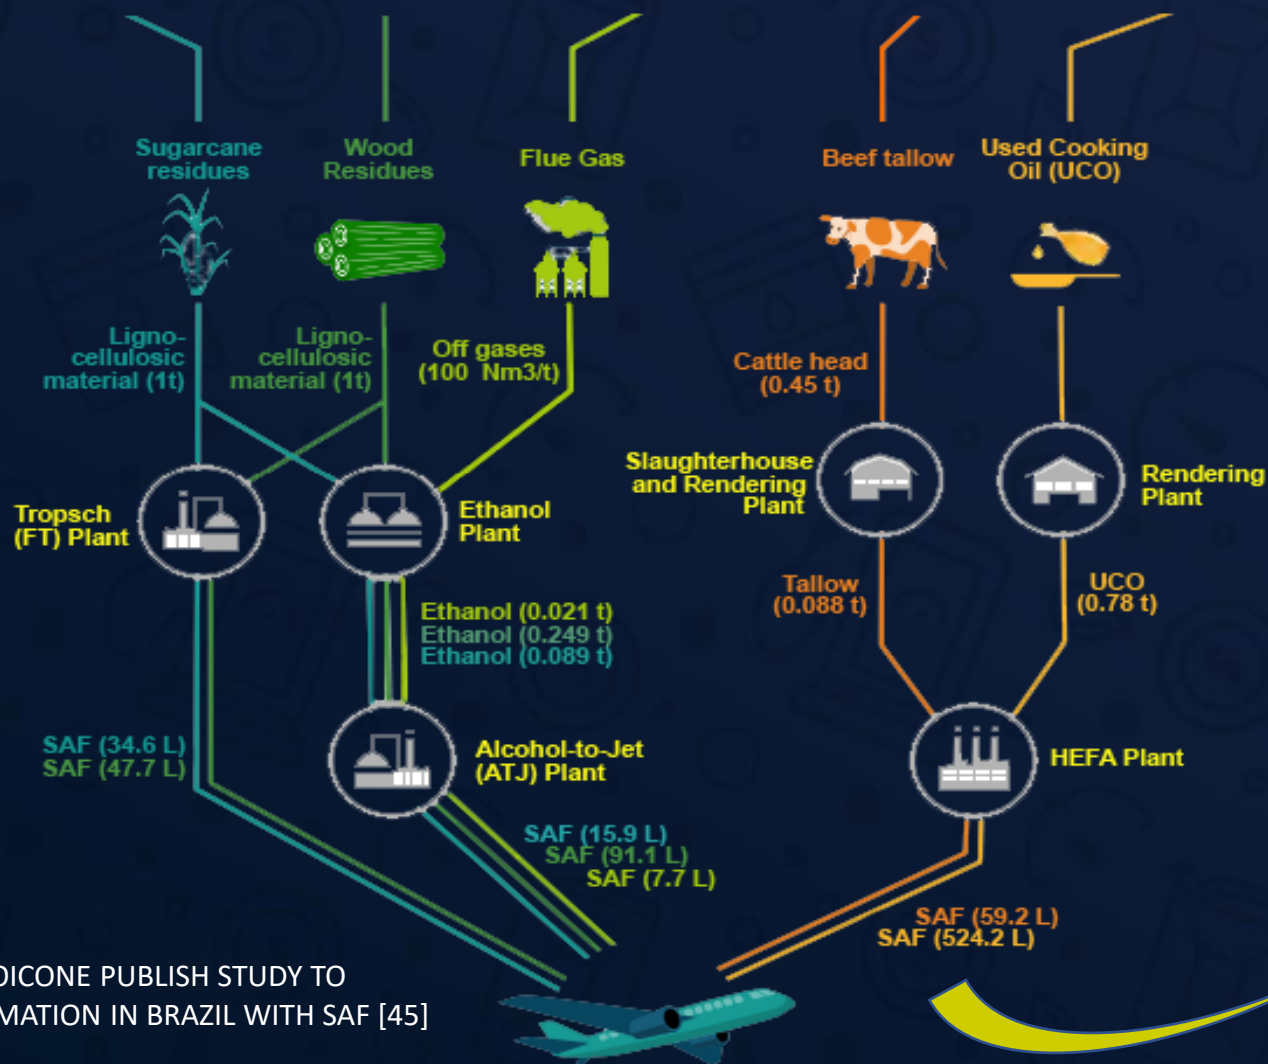 Sugarcane
residues
Wood
Residues
Flue Gas
Beef tallow
Used Cooking
Oil (UCO)
Ligno-
cellulosic
material (1t)
Ligno-
cellulosic
material (1t)
Off gases
(100 Nm3/t)
Cattle head
(0.45 t)
Tropsch
(FT) Plant
Ethanol
Plant
Slaughterhouse
and Rendering
Plant
Rendering
Plant
Ethanol (0.021 t)
Ethanol (0.249 t)
Ethanol (0.089 t)
Tallow
(0.088 t)
UCO
(0.78 t)
SAF (34.6 L)
SAF (47.7 L)
Alcohol-to-Jet
(ATJ) Plant
HEFA Plant
SAF (15.9 L)
SAF (91.1 L)
SAF (7.7 L)
SAF (59.2 L)
SAF (524.2 L)
DICONE PUBLISH STUDY TO
MATION IN BRAZIL WITH SAF [45]